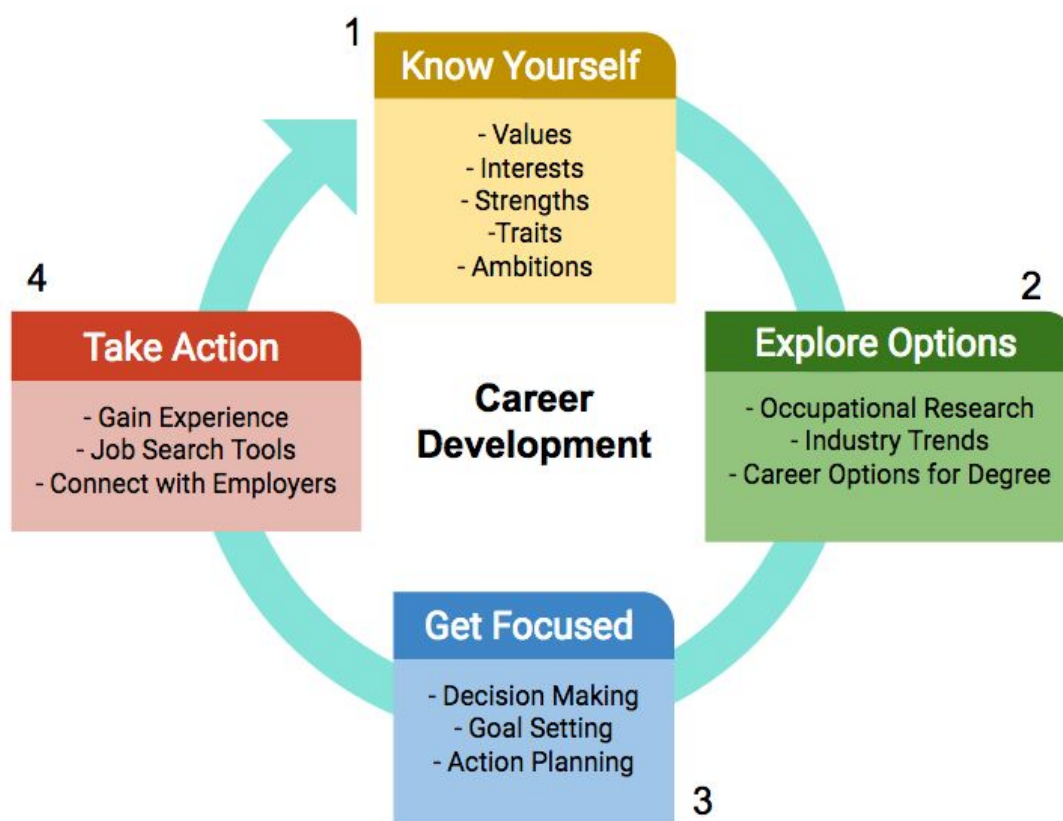 1
Know Yourself
- Values
- Interests
- Strengths
-Traits
- Ambitions
2
Explore Options
- Occupational Research
- Industry Trends
- Career Options for Degree
3
Get Focused
- Decision Making
- Goal Setting
- Action Planning
4
Take Action
- Gain Experience
- Job Search Tools
- Connect with Employers
Career
Development